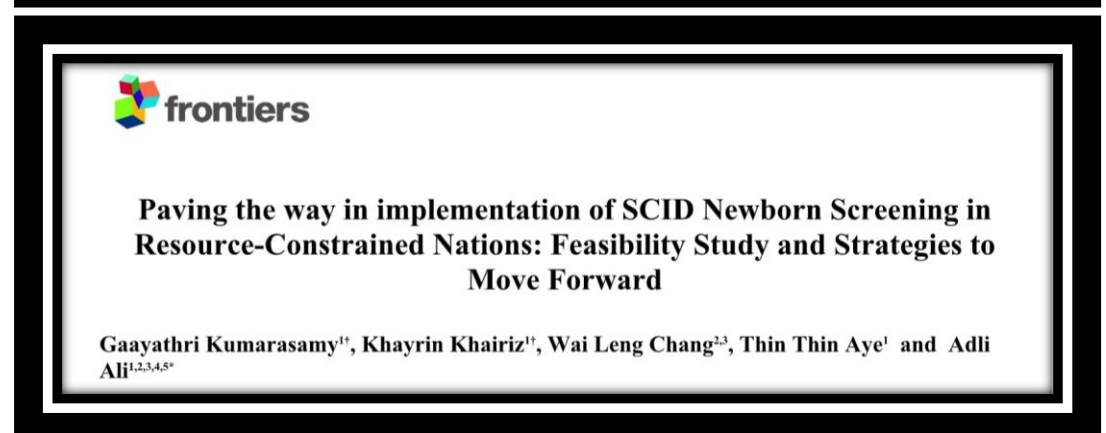 frontiers
Paving the way in implementation of SCID Newborn Screening in
Resource-Constrained Nations: Feasibility Study and Strategies to
Move Forward
Gaayathri Kumarasamy¹†, Khayrin Khairiz¹†, Wai Leng Chang²,³, Thin Thin Aye¹ and Adli
Ali¹,²,³,⁴,⁵*